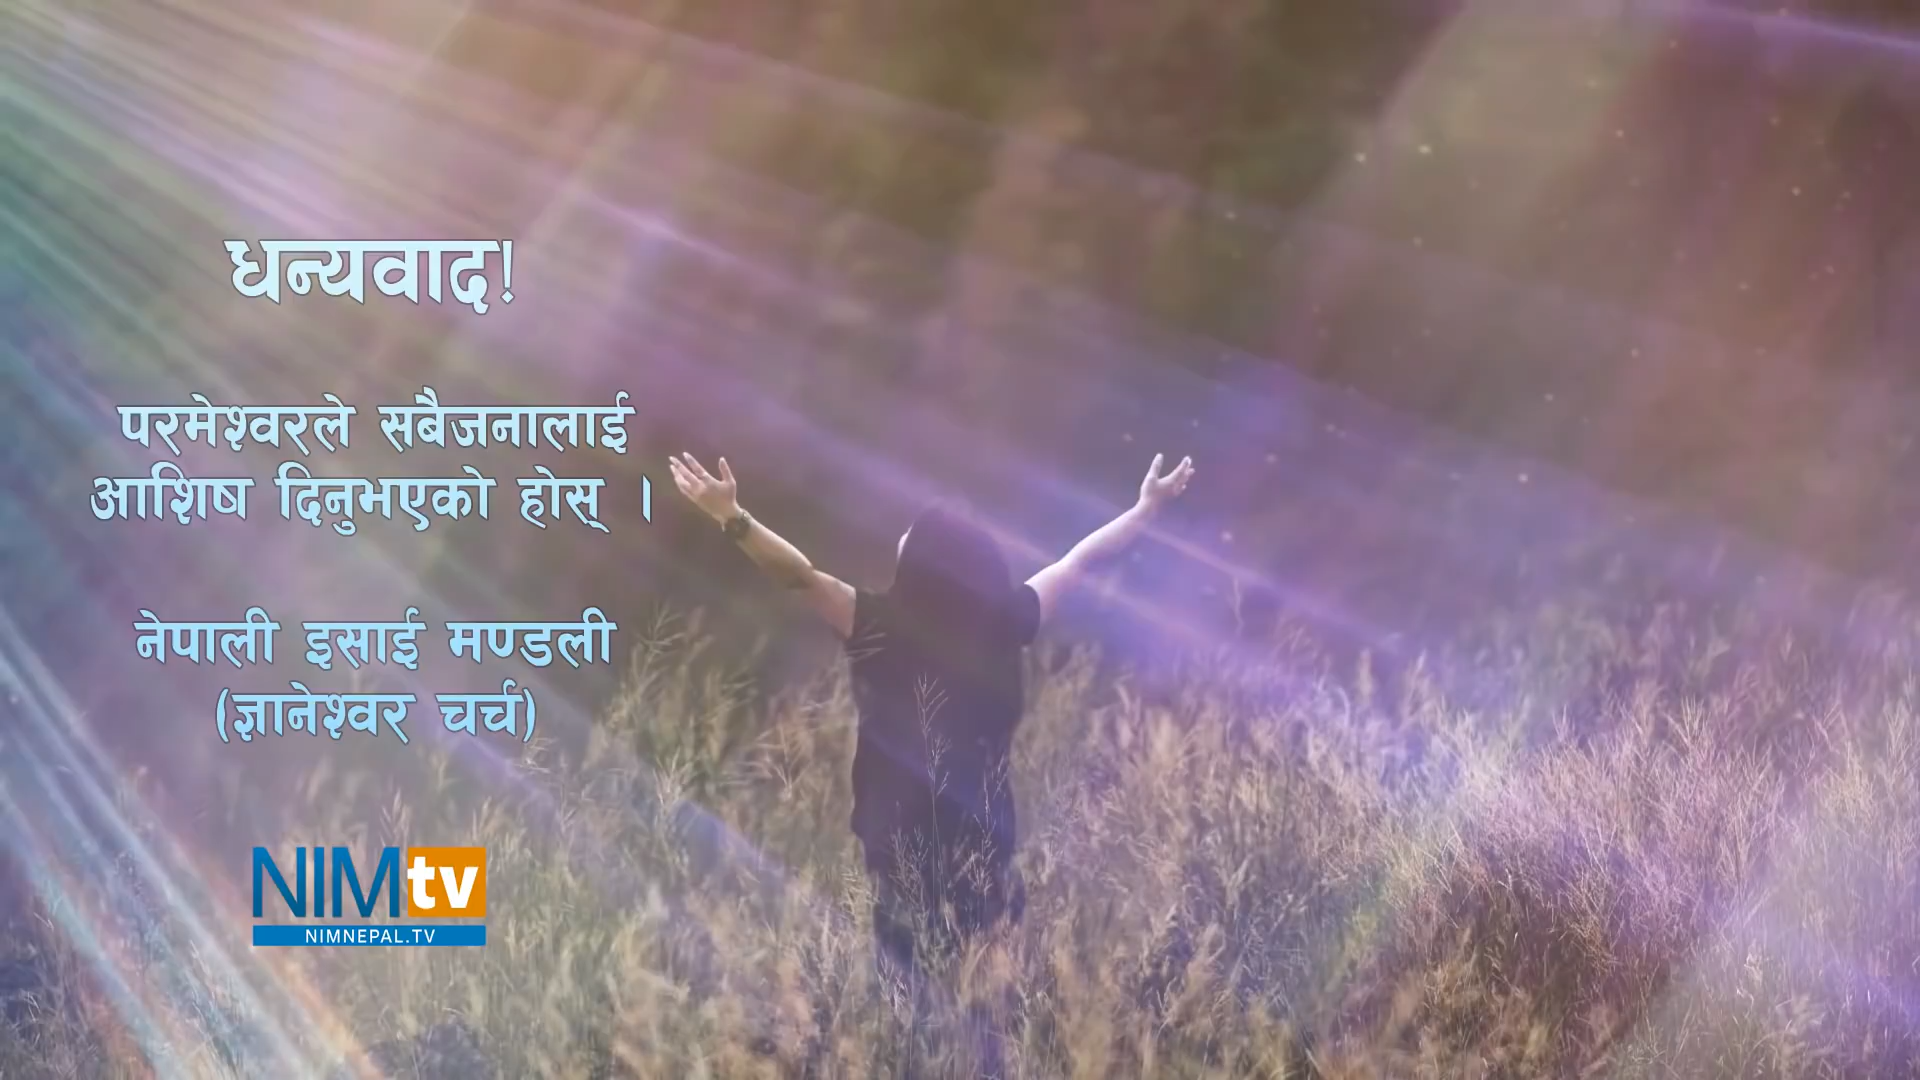 धन्यवाद!
परमेश्वरले सबैजनालाई
आशिष दिनुभएको होस् ।
नेपाली इसाई मण्डली
(ज्ञानेश्वर चर्च)
NIMtv
NIMNEPAL.TV